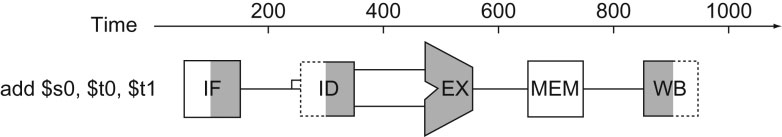 Time 200 400 600 800 1000
add $s0, $t0, $t1 IF ID EX MEM WB